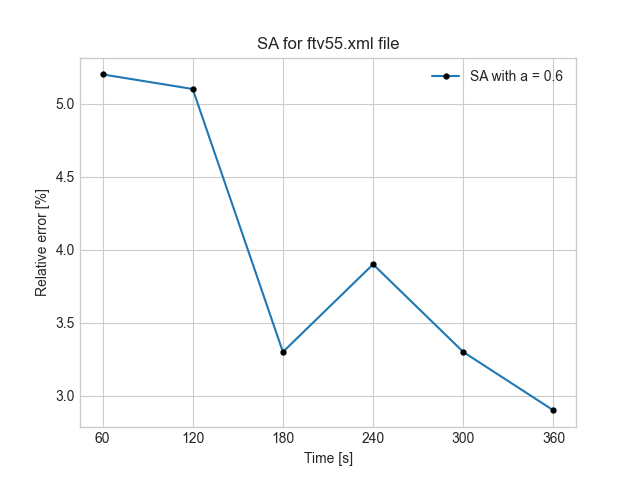 SA for ftv55.xml file
SA with a = 0.6
Relative error [%]
5.0
4.5
4.0
3.5
3.0
60 120 180 240 300 360
Time [s]